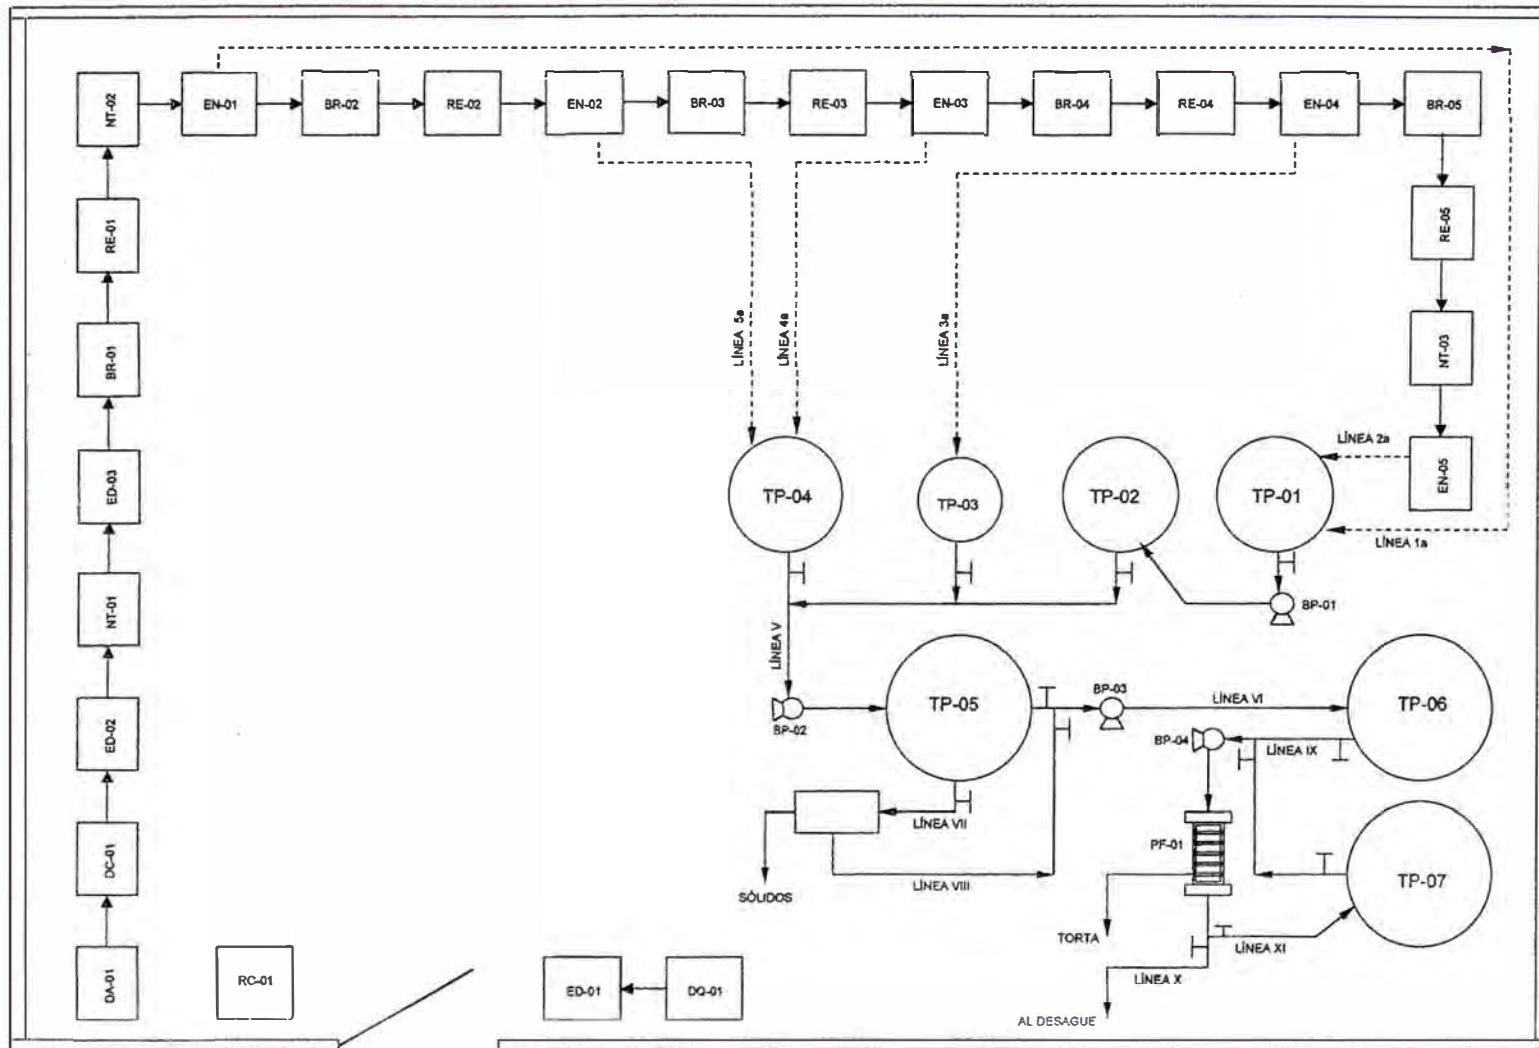 NT-02
EN-01
BR-02
RE-02
EN-02
BR-03
RE-03
EN-03
BR-04
RE-04
EN-04
BR-05
RE-01
RE-05
BR-01
LÍNEA 5a
LÍNEA 4a
LÍNEA 3a
NT-03
LÍNEA 2a
ED-03
EN-05
TP-04
TP-03
TP-02
TP-01
LÍNEA 1a
NT-01
BP-01
LÍNEA V
ED-02
BP-02
TP-05
BP-03
LÍNEA VI
TP-06
BP-04
LÍNEA IX
DC-01
LÍNEA VII
PF-01
LÍNEA VIII
TP-07
SÓLIDOS
TORTA
LÍNEA XI
DA-01
RC-01
ED-01
DQ-01
LÍNEA X
AL DESAGUE